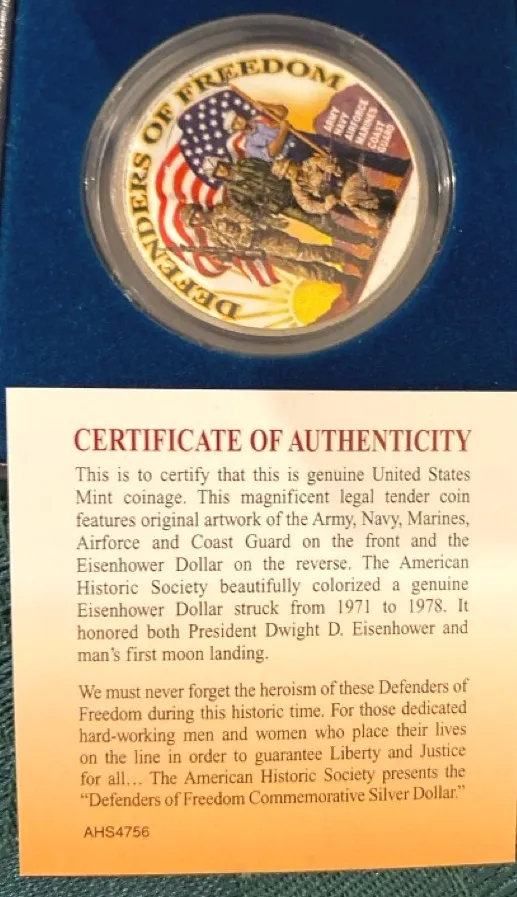 DEFENDERS OF FREEDOM
ARMY
NAVY
AIRFORCE
MARINES
COAST
GUARD
CERTIFICATE OF AUTHENTICITY
This is to certify that this is genuine United States
Mint coinage. This magnificent legal tender coin
features original artwork of the Army, Navy, Marines,
Airforce and Coast Guard on the front and the
Eisenhower Dollar on the reverse. The American
Historic Society beautifully colorized a genuine
Eisenhower Dollar struck from 1971 to 1978. It
honored both President Dwight D. Eisenhower and
man's first moon landing.
We must never forget the heroism of these Defenders of
Freedom during this historic time. For those dedicated
hard-working men and women who place their lives
on the line in order to guarantee Liberty and Justice
for all... The American Historic Society presents the
“Defenders of Freedom Commemorative Silver Dollar.”
AHS4756